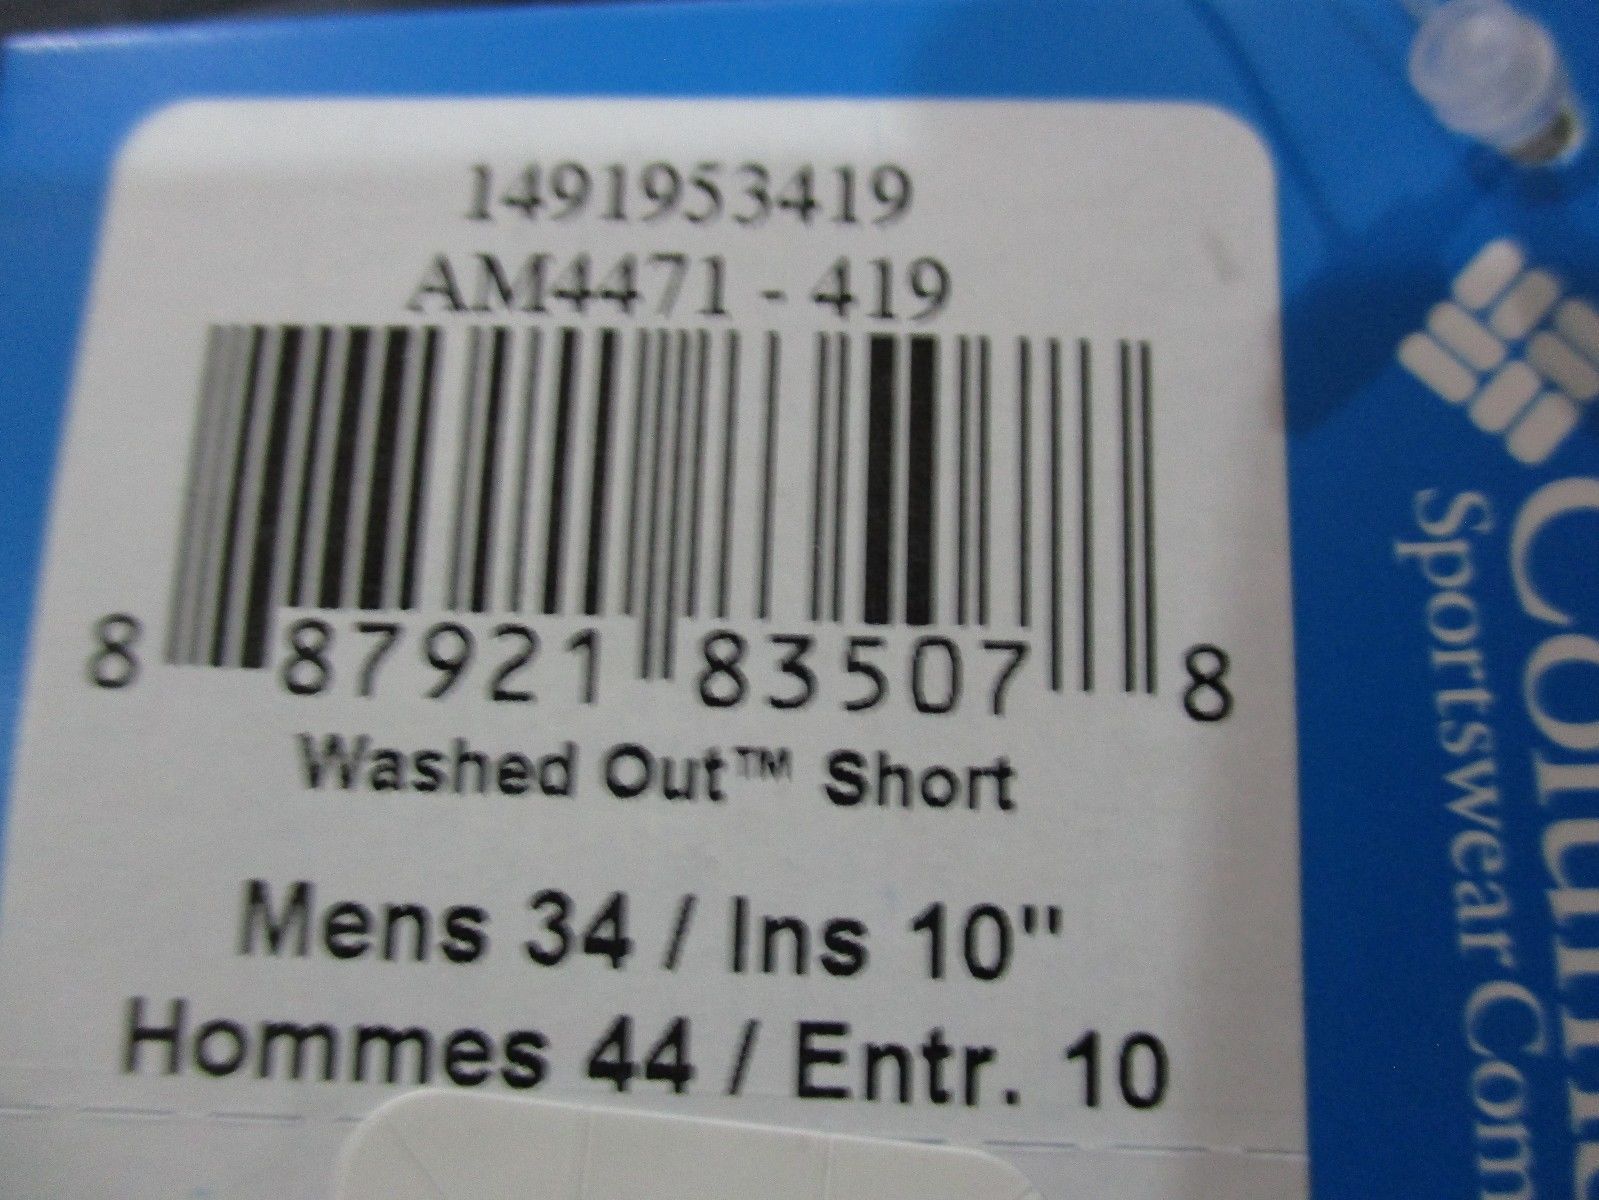 1491953419
AM4471 - 419
8 87921 83507 8
Washed Out™ Short
Mens 34 / Ins 10"
Hommes 44 / Entr. 10
Sportswear Com